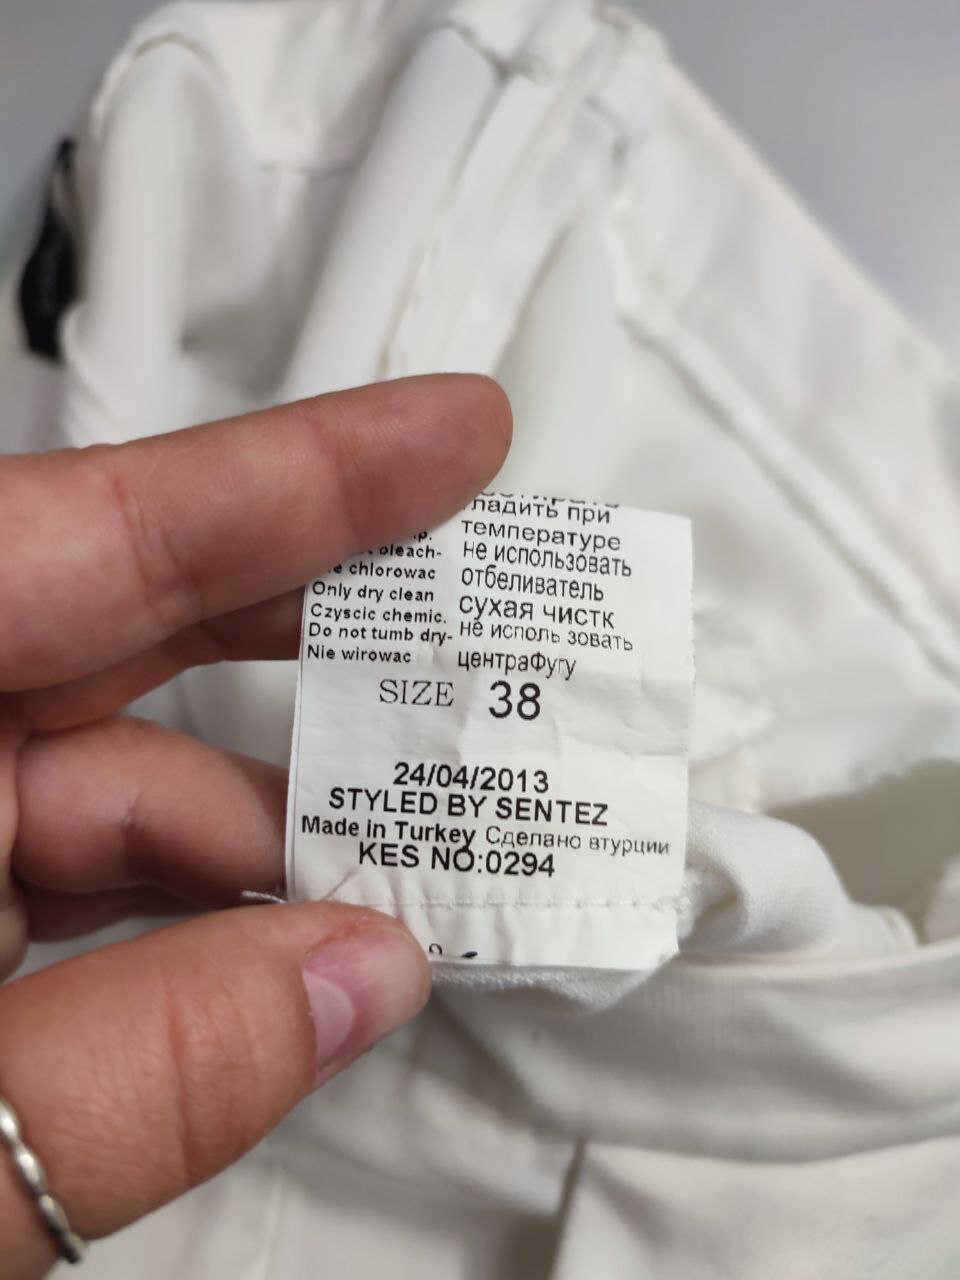 гладить при
температуре
не использовать
отбеливатель
сухая чистк
не исполь зовать
центраФугу
bleach-
chlorowac
Only dry clean
Czyscic chemic.
Do not tumb dry-
Nie wirowac
SIZE 38
24/04/2013
STYLED BY SENTEZ
Made in Turkey Сделано втурции
KES NO:0294